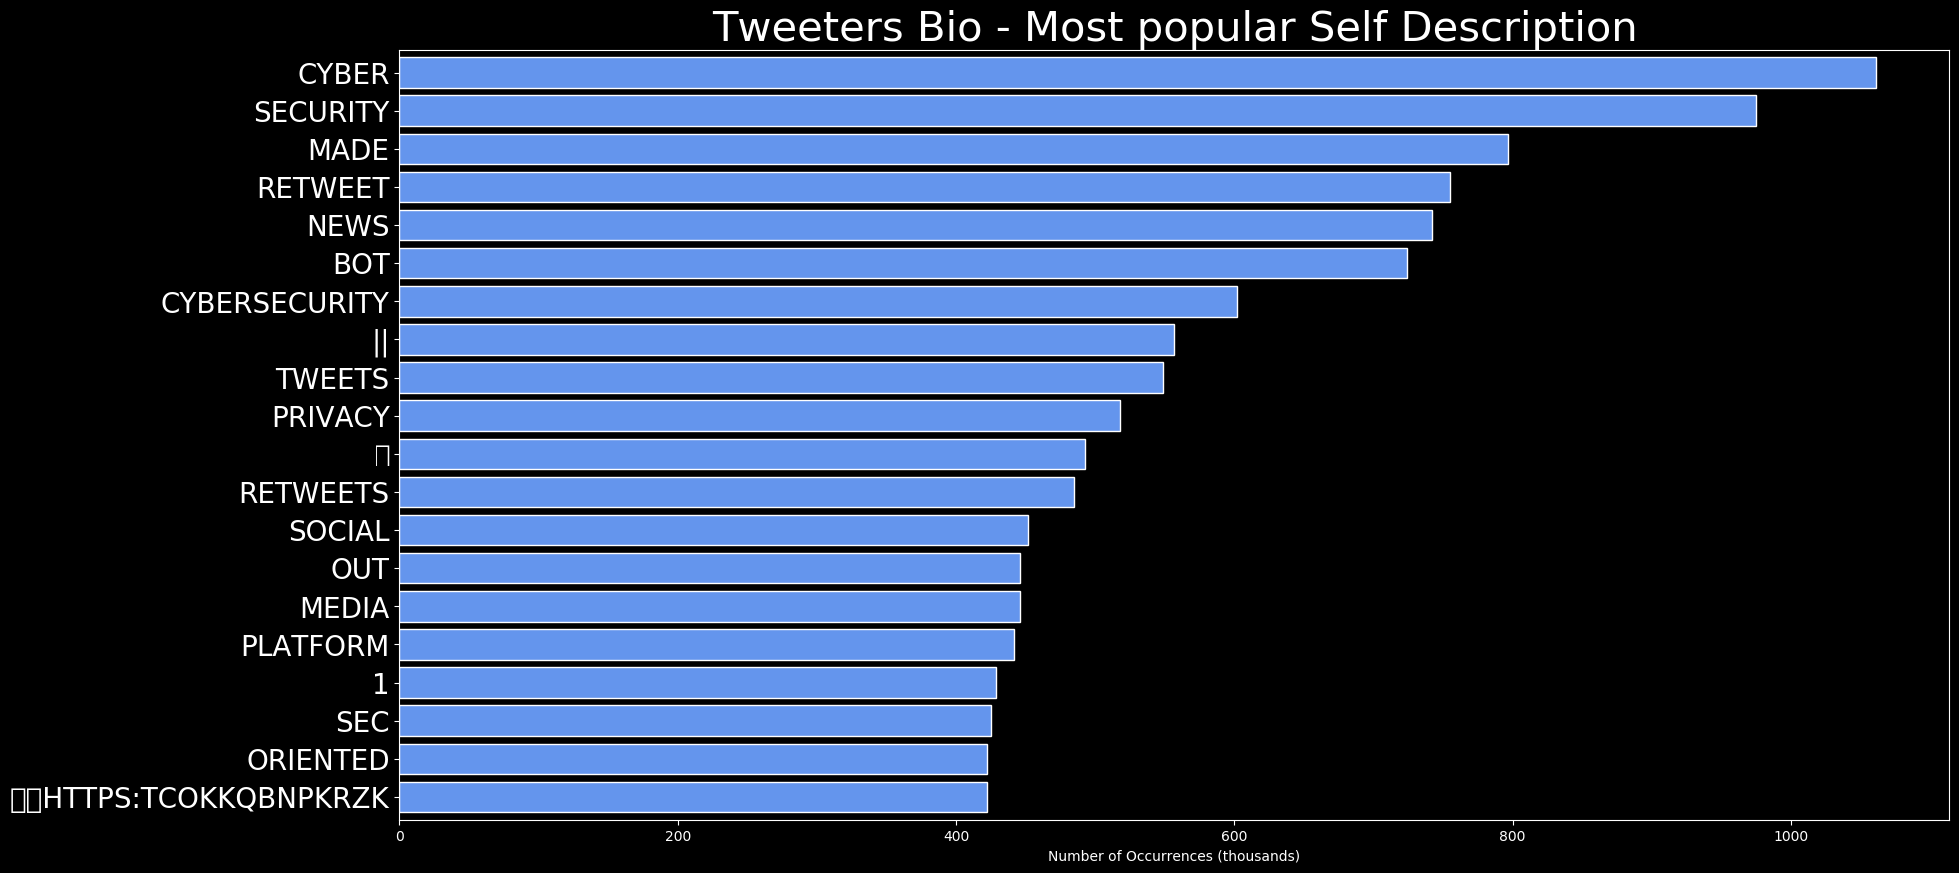 Tweeters Bio - Most popular Self Description
CYBER
SECURITY
MADE
RETWEET
NEWS
BOT
CYBERSECURITY
||
TWEETS
PRIVACY
RETWEETS
SOCIAL
OUT
MEDIA
PLATFORM
1
SEC
ORIENTED
HTTPS:TCOKKQBNPKRZK
0 200 400 600 800 1000
Number of Occurrences (thousands)